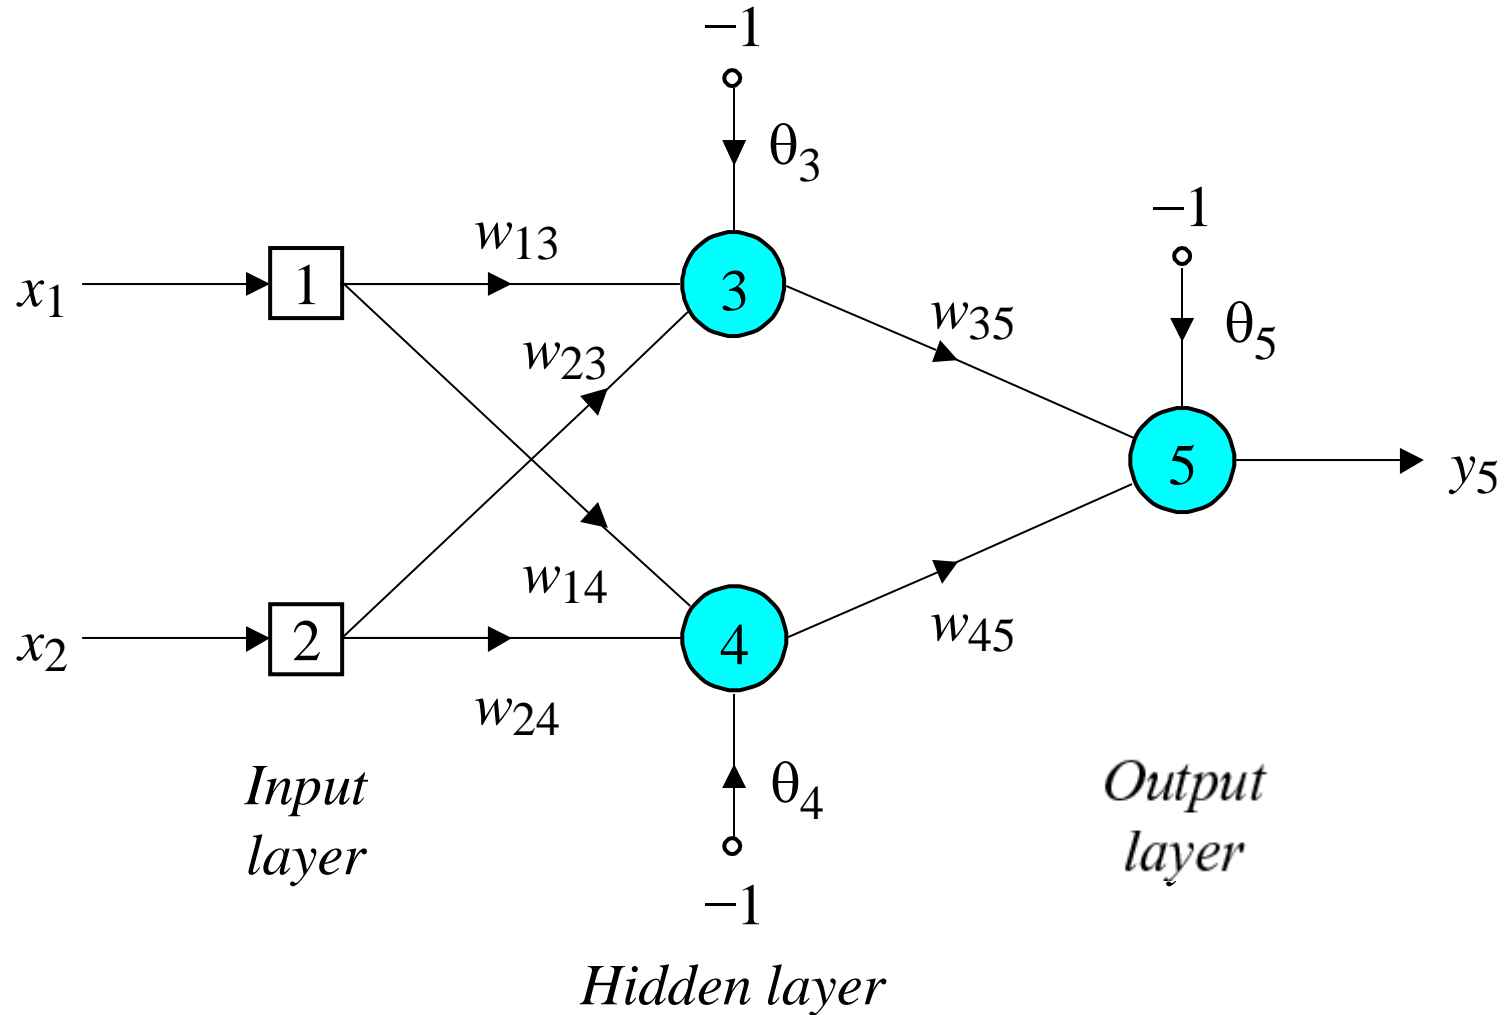 −1
θ3
−1
w13
x1
1
3
w35
θ5
w23
5
y5
w14
x2
2
4
w45
w24
θ4
Input
layer
Output
layer
−1
Hidden layer